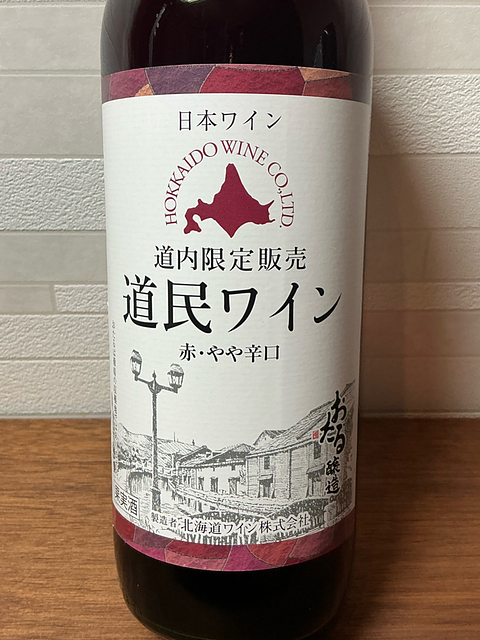 日本ワイン
HOKKAIDO WINE CO.,LTD.
道内限定販売
道民ワイン
赤・やや辛口
おたる
醸造
果実酒
製造者 北海道ワイン株式会社